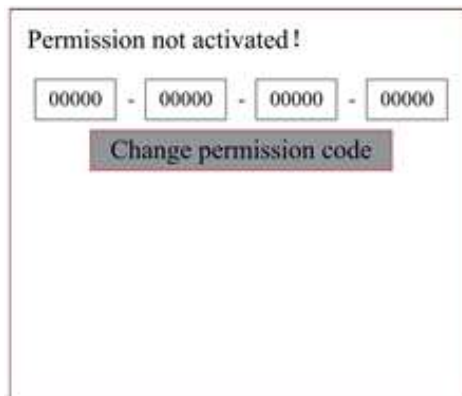 Permission not activated!
00000 - 00000 - 00000 - 00000
Change permission code